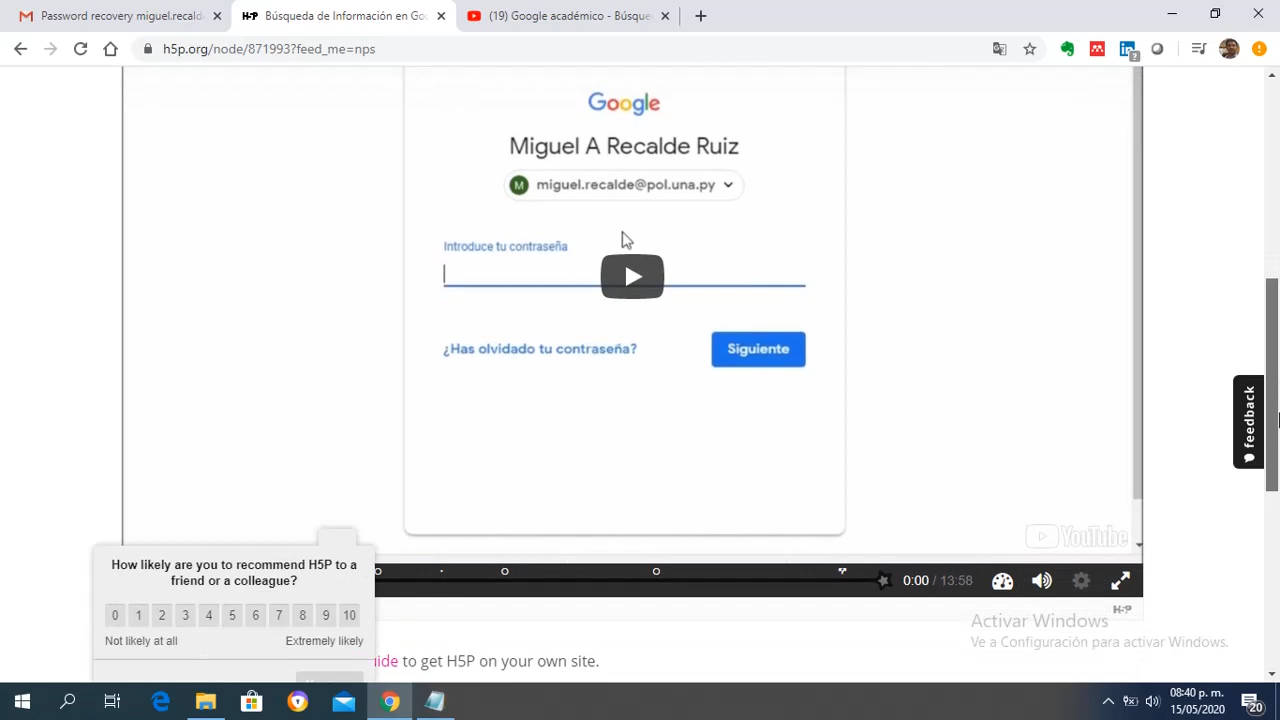 Password recovery miguel.recald
Búsqueda de Información en Go
(19) Google académico - Búsque
h5p.org/node/871993?feed_me=nps
Google
Miguel A Recalde Ruiz
M miguel.recalde@pol.una.py
Introduce tu contraseña
¿Has olvidado tu contraseña?
Siguiente
feedback
YouTube
How likely are you to recommend H5P to a
friend or a colleague?
0 1 2 3 4 5 6 7 8 9 10
Not likely at all Extremely likely
0:00 / 13:58
H5P
Activar Windows
Ve a Configuración para activar Windows.
uide to get H5P on your own site.
08:40 p. m.
15/05/2020
20